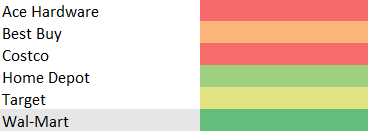 Ace Hardware
Best Buy
Costco
Home Depot
Target
Wal-Mart